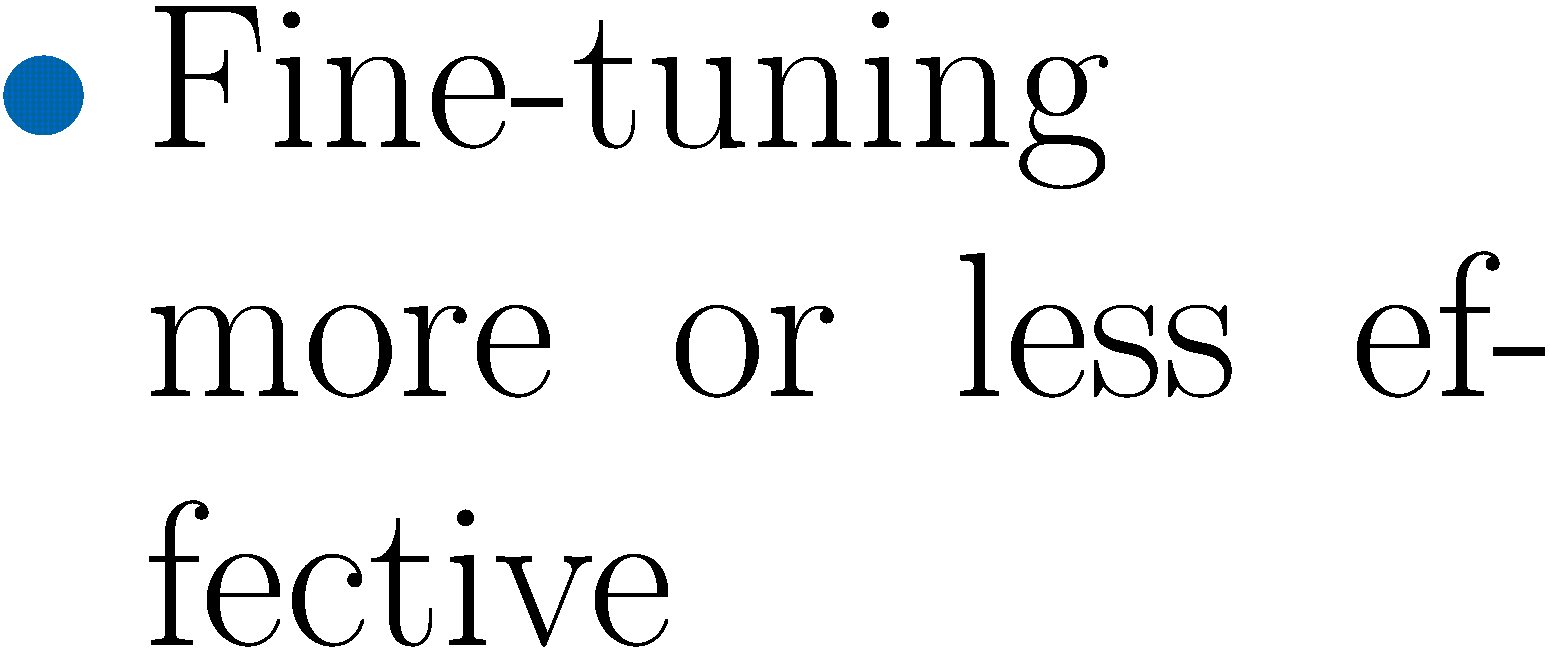 • Fine-tuning
more or less ef-
fective